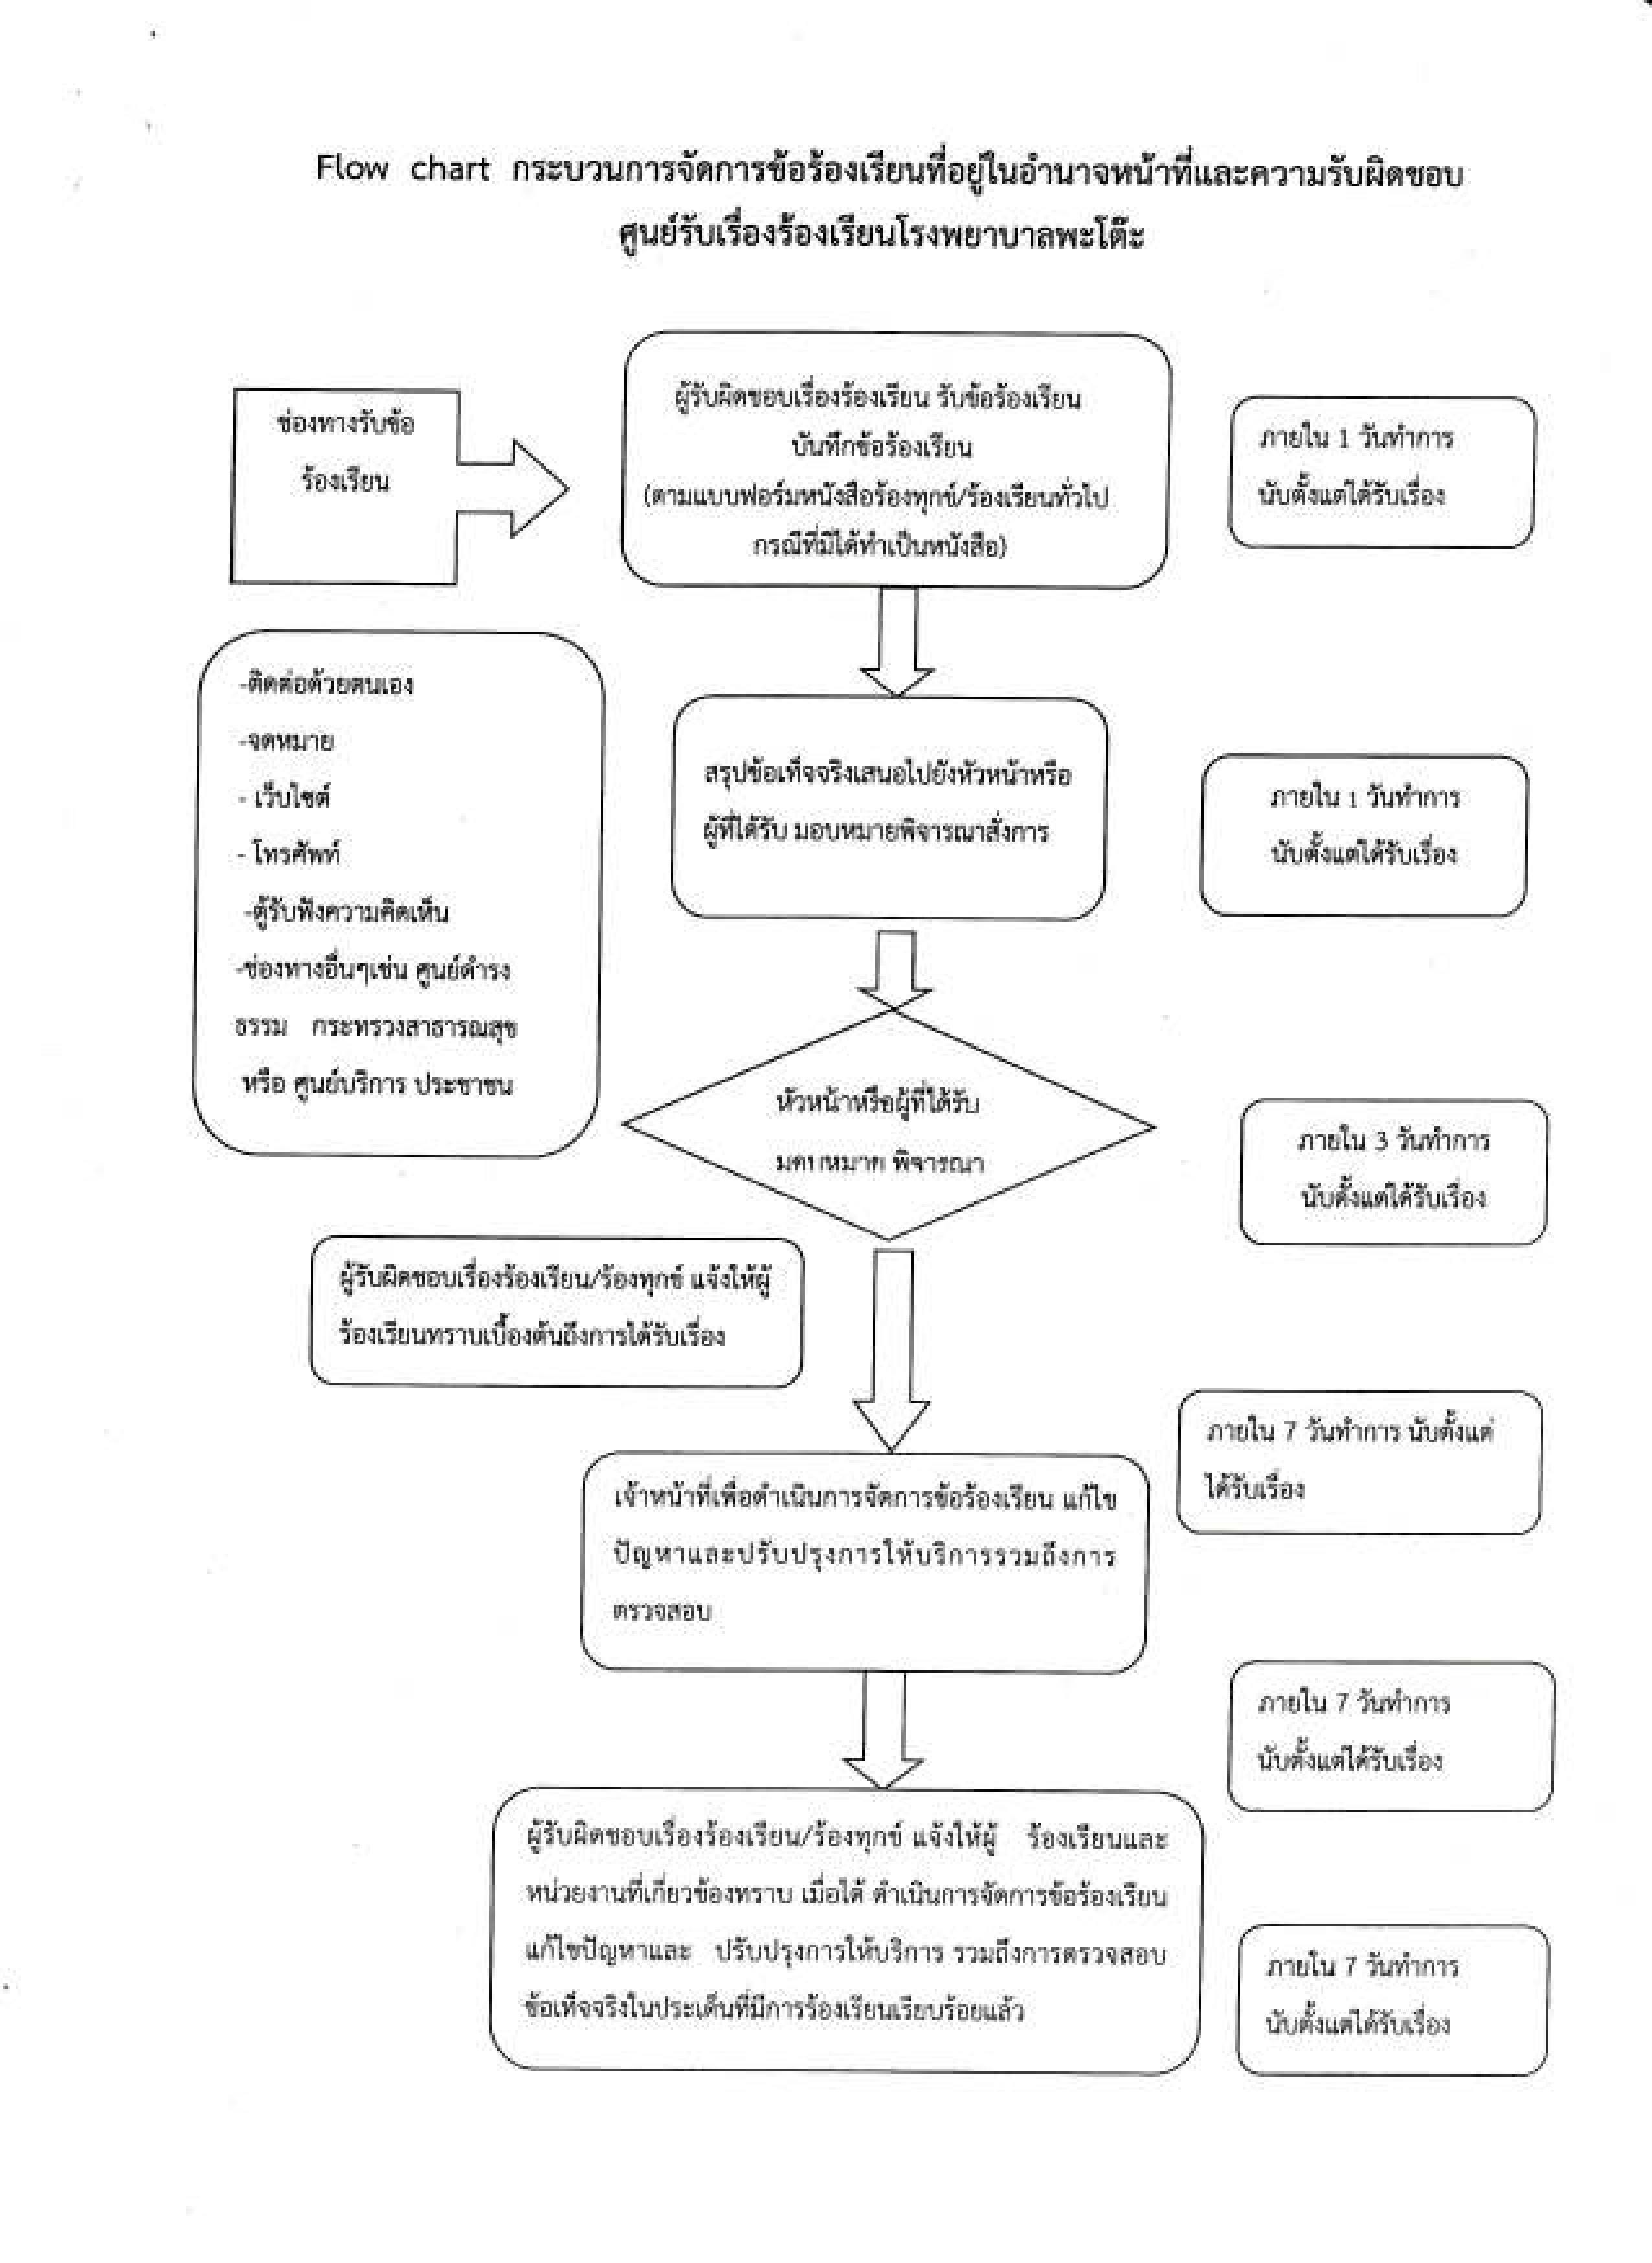 Flow chart กระบวนการจัดการข้อร้องเรียนที่อยู่ในอำนาจหน้าที่และความรับผิดชอบ
ศูนย์รับเรื่องร้องเรียนโรงพยาบาลพะโต๊ะ
ช่องทางรับข้อ
ร้องเรียน
ผู้รับผิดชอบเรื่องร้องเรียน รับข้อร้องเรียน
บันทึกข้อร้องเรียน
(ตามแบบฟอร์มหนังสือร้องทุกข์/ร้องเรียนทั่วไป
กรณีที่มิได้ทำเป็นหนังสือ)
ภายใน 1 วันทำการ
นับตั้งแต่ได้รับเรื่อง
-ติดต่อด้วยตนเอง
-จดหมาย
- เว็บไซต์
- โทรศัพท์
-ตู้รับฟังความคิดเห็น
-ช่องทางอื่นๆเช่น ศูนย์ดำรง
ธรรม กระทรวงสาธารณสุข
หรือ ศูนย์บริการ ประชาชน
สรุปข้อเท็จจริงเสนอไปยังหัวหน้าหรือ
ผู้ที่ได้รับ มอบหมายพิจารณาสั่งการ
ภายใน 1 วันทำการ
นับตั้งแต่ได้รับเรื่อง
หัวหน้าหรือผู้ที่ได้รับ
มอบหมาย พิจารณา
ภายใน 3 วันทำการ
นับตั้งแต่ได้รับเรื่อง
ผู้รับผิดชอบเรื่องร้องเรียน/ร้องทุกข์ แจ้งให้ผู้
ร้องเรียนทราบเบื้องต้นถึงการได้รับเรื่อง
ภายใน 7 วันทำการ นับตั้งแต่
ได้รับเรื่อง
เจ้าหน้าที่เพื่อดำเนินการจัดการข้อร้องเรียน แก้ไข
ปัญหาและปรับปรุงการให้บริการรวมถึงการ
ตรวจสอบ
ภายใน 7 วันทำการ
นับตั้งแต่ได้รับเรื่อง
ผู้รับผิดชอบเรื่องร้องเรียน/ร้องทุกข์ แจ้งให้ผู้ ร้องเรียนและ
หน่วยงานที่เกี่ยวข้องทราบ เมื่อได้ ดำเนินการจัดการข้อร้องเรียน
แก้ไขปัญหาและ ปรับปรุงการให้บริการ รวมถึงการตรวจสอบ
ข้อเท็จจริงในประเด็นที่มีการร้องเรียนเรียบร้อยแล้ว
ภายใน 7 วันทำการ
นับตั้งแต่ได้รับเรื่อง